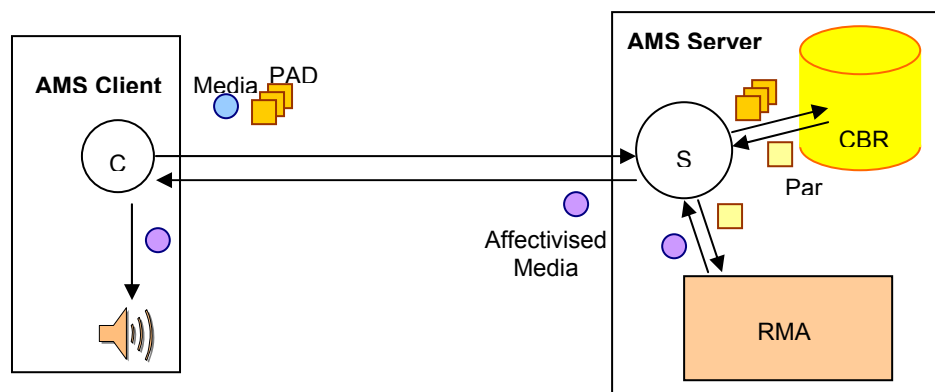 AMS Client
C
Media
PAD
Affectivised
Media
AMS Server
S
CBR
Par
RMA